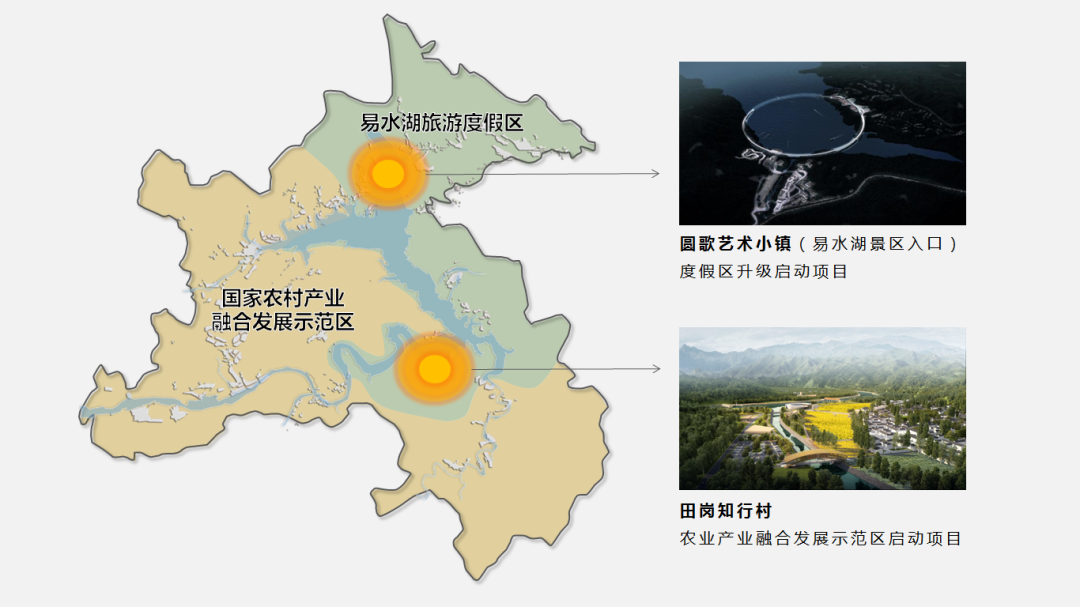 易水湖旅游度假区
国家农村产业
融合发展示范区
圆歌艺术小镇（易水湖景区入口）
度假区升级启动项目
田岗知行村
农业产业融合发展示范区启动项目